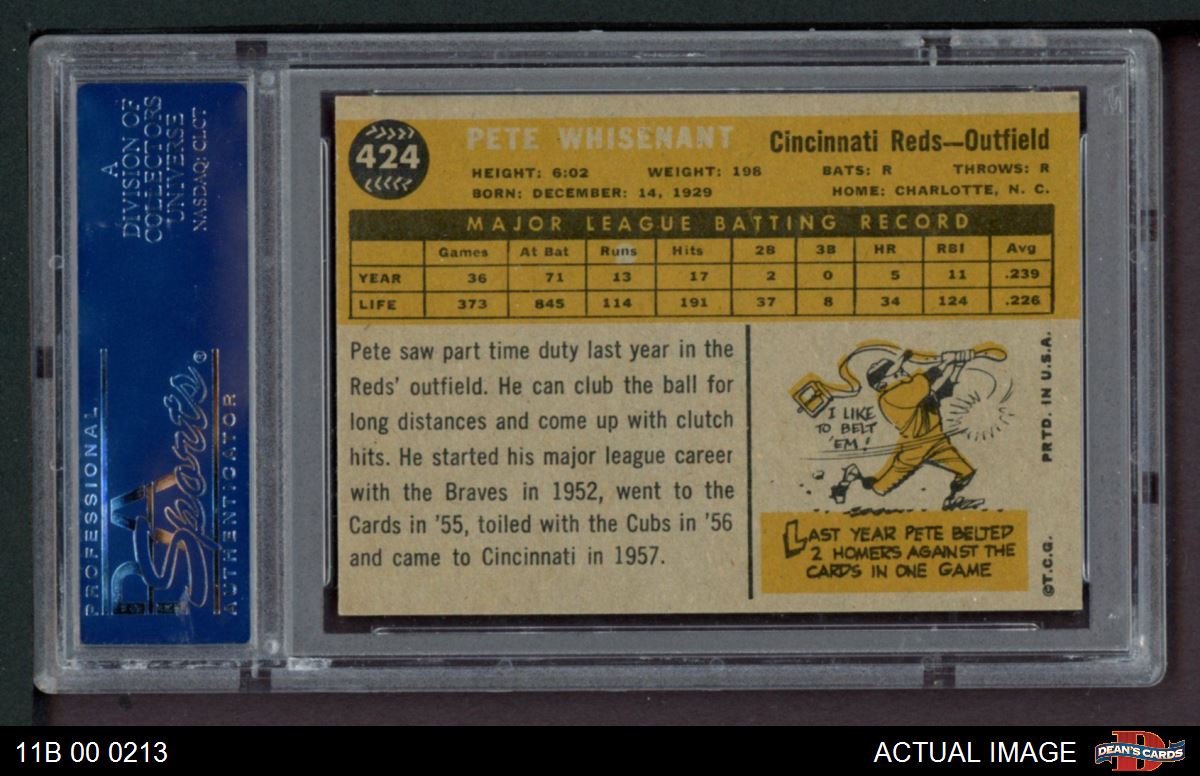 A
DIVISION OF
COLLECTORS
UNIVERSE
NASDAQ: CLCT
PROFESSIONAL
PSA
Sports®
AUTHENTICATOR
424
PETE WHISENANT
Cincinnati Reds—Outfield
HEIGHT: 6:02 WEIGHT: 198 BATS: R THROWS: R
BORN: DECEMBER: 14, 1929 HOME: CHARLOTTE, N. C.
MAJOR LEAGUE BATTING RECORD
Games At Bat Runs Hits 2B 3B HR RBI Avg
YEAR 36 71 13 17 2 0 5 11 .239
LIFE 373 845 114 191 37 8 34 124 .226
Pete saw part time duty last year in the
Reds' outfield. He can club the ball for
long distances and come up with clutch
hits. He started his major league career
with the Braves in 1952, went to the
Cards in '55, toiled with the Cubs in '56
and came to Cincinnati in 1957.
I LIKE
TO BELT
'EM!
LAST YEAR PETE BELTED
2 HOMERS AGAINST THE
CARDS IN ONE GAME
©T.C.G. PRTD. IN U.S.A.
11B 00 0213
ACTUAL IMAGE
DEAN'S CARDS